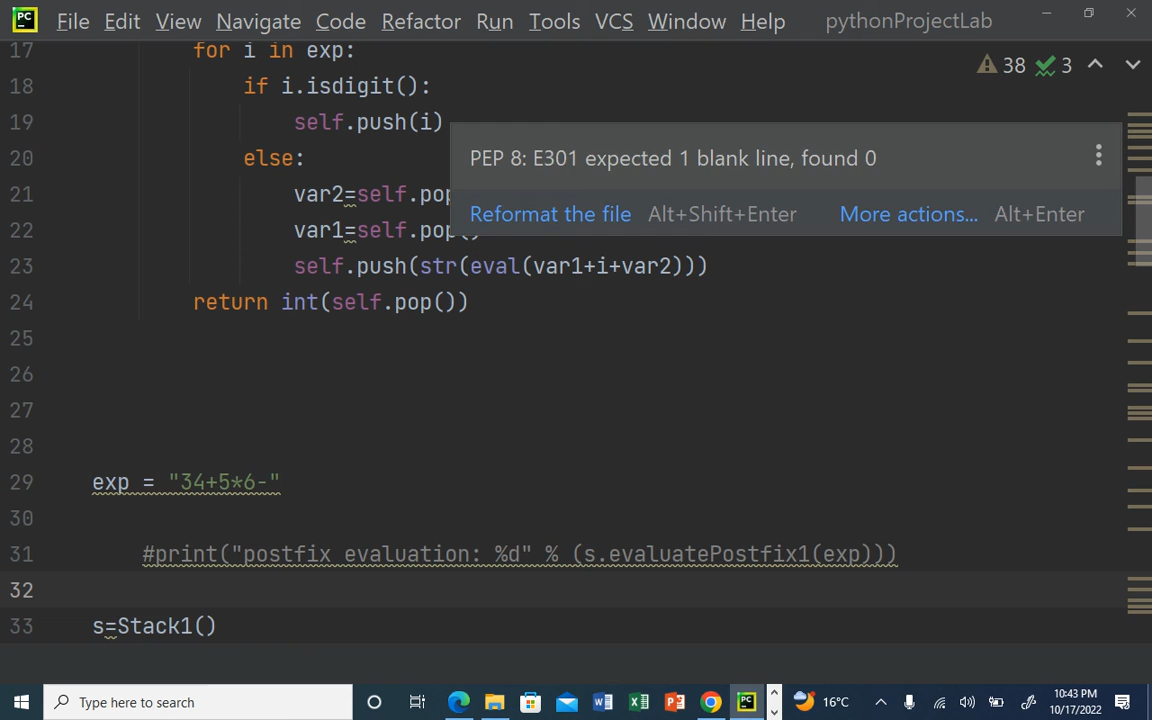 PC File Edit View Navigate Code Refactor Run Tools VCS Window Help pythonProjectLab
17 for i in exp:
38 3
18 if i.isdigit():
19 self.push(i)
PEP 8: E301 expected 1 blank line, found 0
20 else:
21 var2=self.pop
Reformat the file Alt+Shift+Enter More actions... Alt+Enter
22 var1=self.pop()
23 self.push(str(eval(var1+i+var2)))
24 return int(self.pop())
25
26
27
28
29 exp = "34+5*6-"
30
31 #print("postfix evaluation: %d" % (s.evaluatePostfix1(exp)))
32
33 s=Stack1()
Type here to search
16°C
10:43 PM
10/17/2022